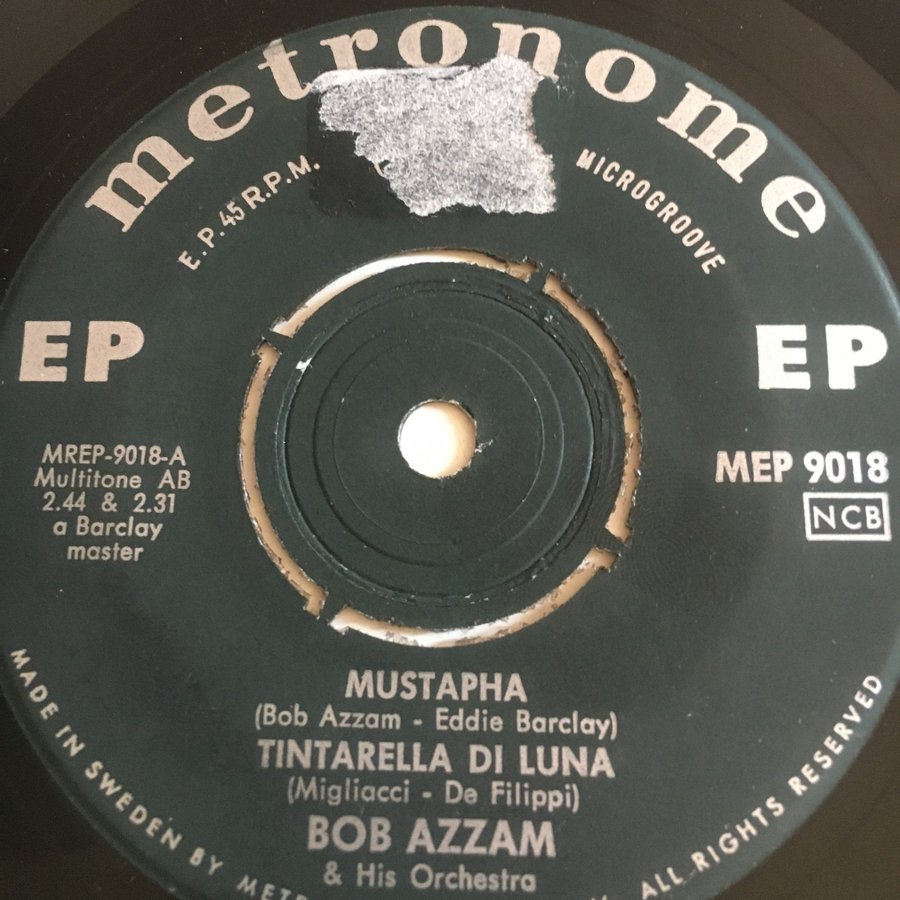 metronome
E.P. 45 R.P.M.
MICROGROOVE
EP
EP
MREP-9018-A
Multitone AB
2.44 & 2.31
a Barclay
master
MEP 9018
NCB
MUSTAPHA
(Bob Azzam - Eddie Barclay)
TINTARELLA DI LUNA
(Migliacci - De Filippi)
BOB AZZAM
& His Orchestra
MADE IN SWEDEN BY
ALL RIGHTS RESERVED